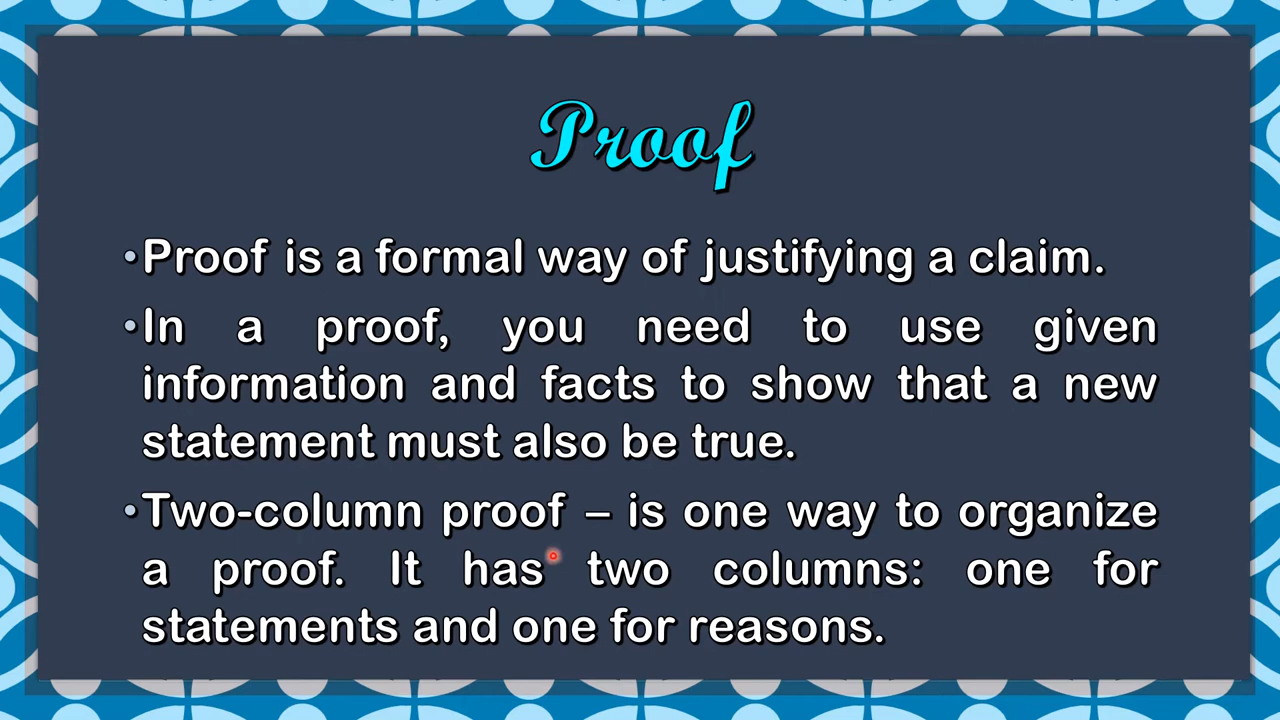 Proof
•Proof is a formal way of justifying a claim.
•In a proof, you need to use given
information and facts to show that a new
statement must also be true.
•Two-column proof – is one way to organize
a proof. It has two columns: one for
statements and one for reasons.